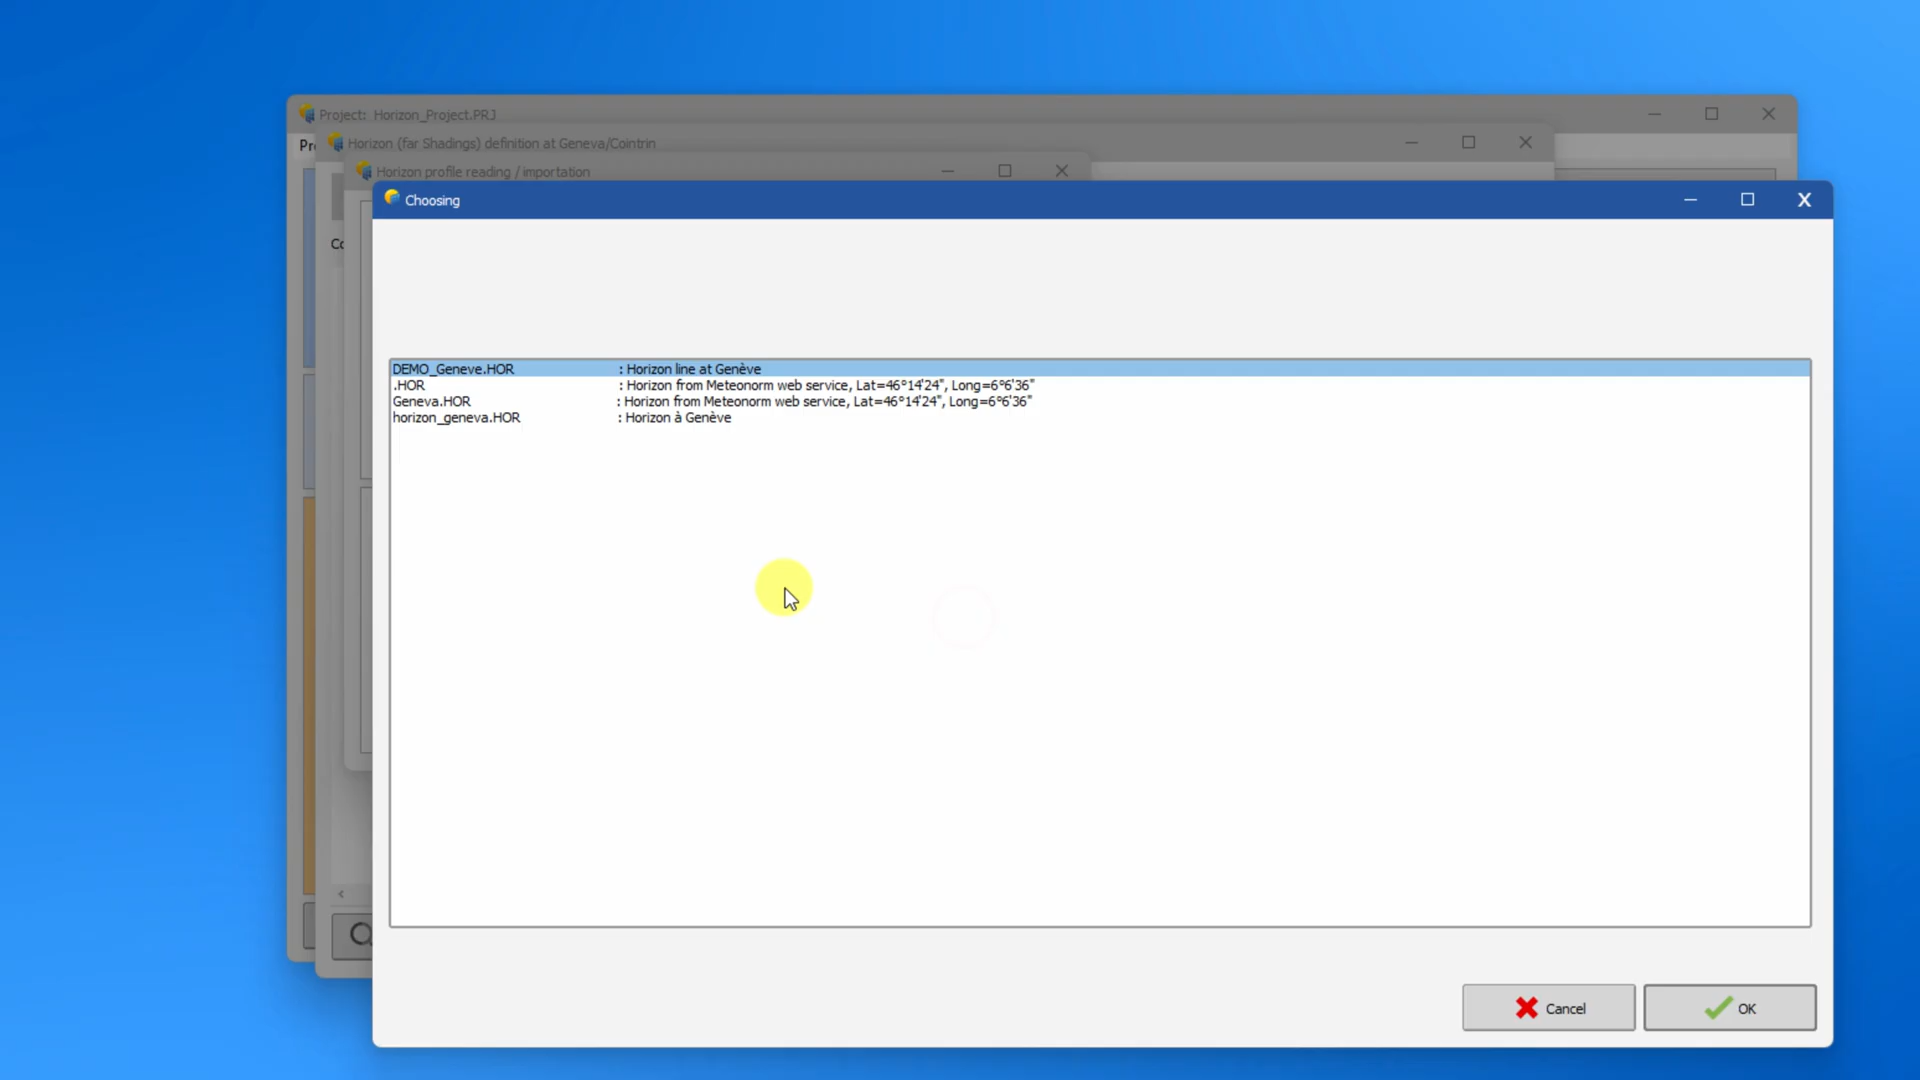 Project: Horizon_Project.PRJ
Horizon (far Shadings) definition at Geneva/Cointrin
Horizon profile reading / importation
Choosing
DEMO_Geneve.HOR : Horizon line at Genève
.HOR : Horizon from Meteonorm web service, Lat=46°14'24", Long=6°6'36"
Geneva.HOR : Horizon from Meteonorm web service, Lat=46°14'24", Long=6°6'36"
horizon_geneva.HOR : Horizon à Genève
Cancel
OK